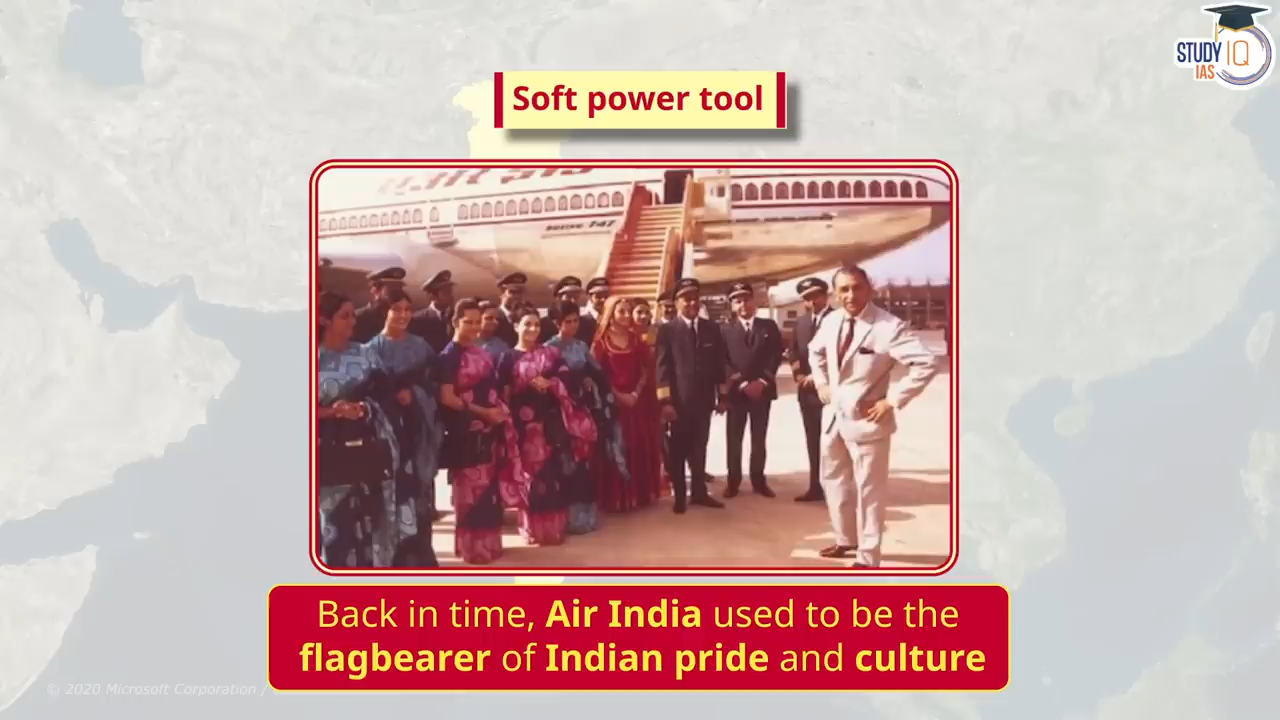 STUDY IQ
IAS
Soft power tool
BOEING 747
Back in time, Air India used to be the
flagbearer of Indian pride and culture
© 2020 Microsoft Corporation /